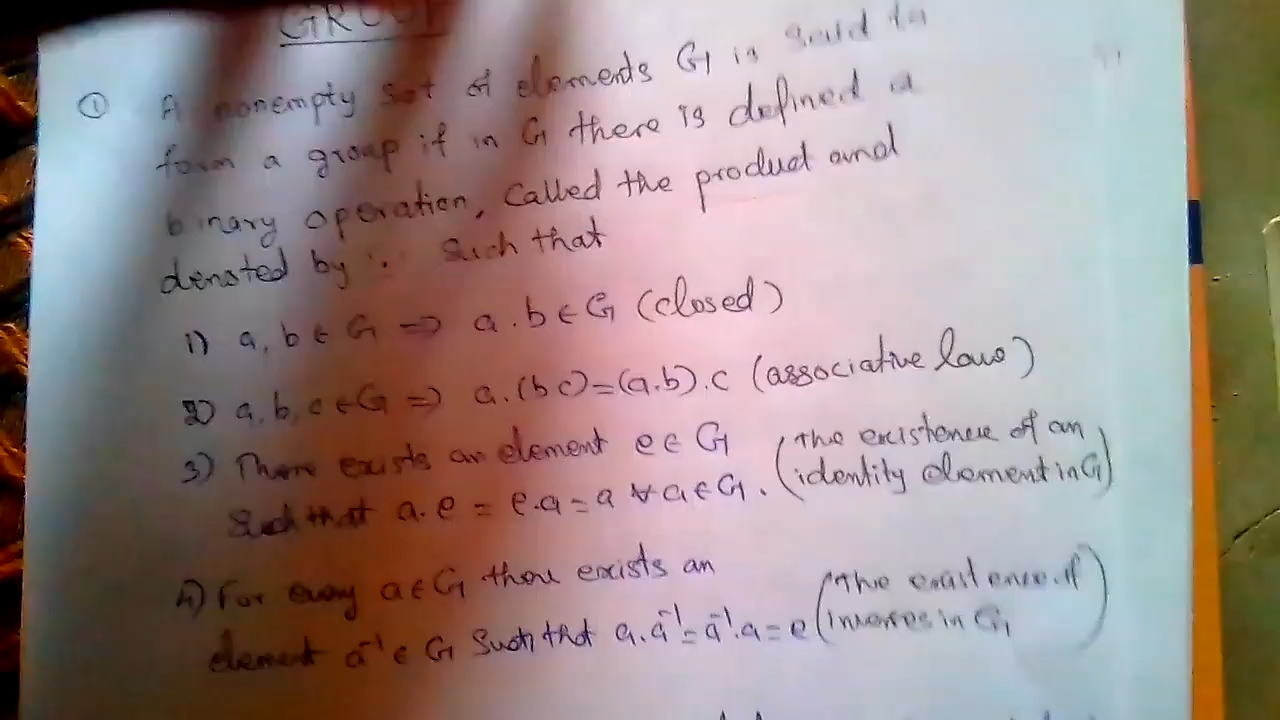 GROUP
① A nonempty set of elements G is said to
form a group if in G there is defined a
binary operation, called the product and
denoted by '.' Such that
1) a, b ∈ G ⇒ a . b ∈ G (closed)
2) a, b, c ∈ G ⇒ a . (b c) = (a.b) . c (associative laws)
3) There exists an element e ∈ G (The existence of an
Such that a. e = e.a = a ∀ a ∈ G . identity element in G)
4) For every a ∈ G there exists an (The existence of
element a⁻¹ ∈ G Such that a. a⁻¹ = a⁻¹. a = e inverses in G)